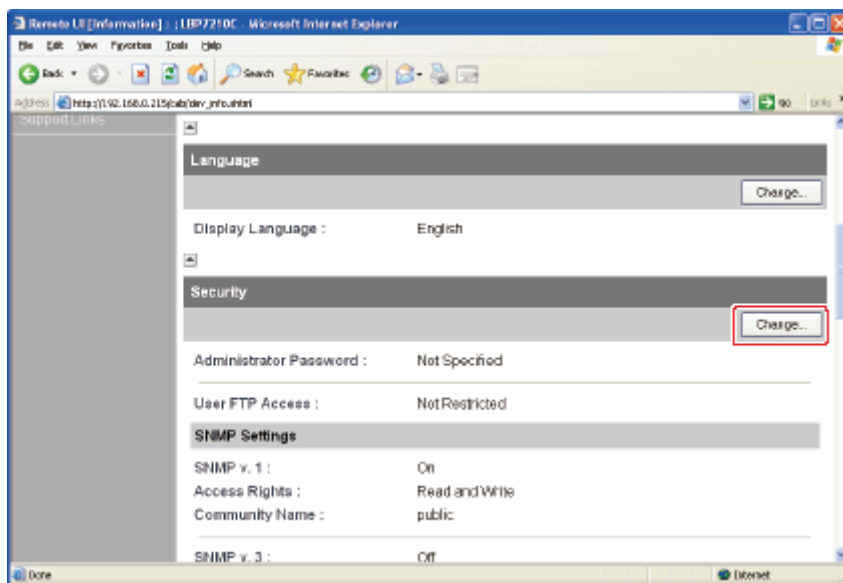 Remote UI [Information] : ; LBP7210C - Microsoft Internet Explorer
File Edit View Favorites Tools Help
Back Search Favorites
Address http://192.168.0.215/cab/dev_info.shtml Go Links
Support Links
Language
Change...
Display Language : English
Security
Change...
Administrator Password : Not Specified
User FTP Access : Not Restricted
SNMP Settings
SNMP v. 1 : On
Access Rights : Read and Write
Community Name : public
SNMP v. 3 : Off
Done Internet